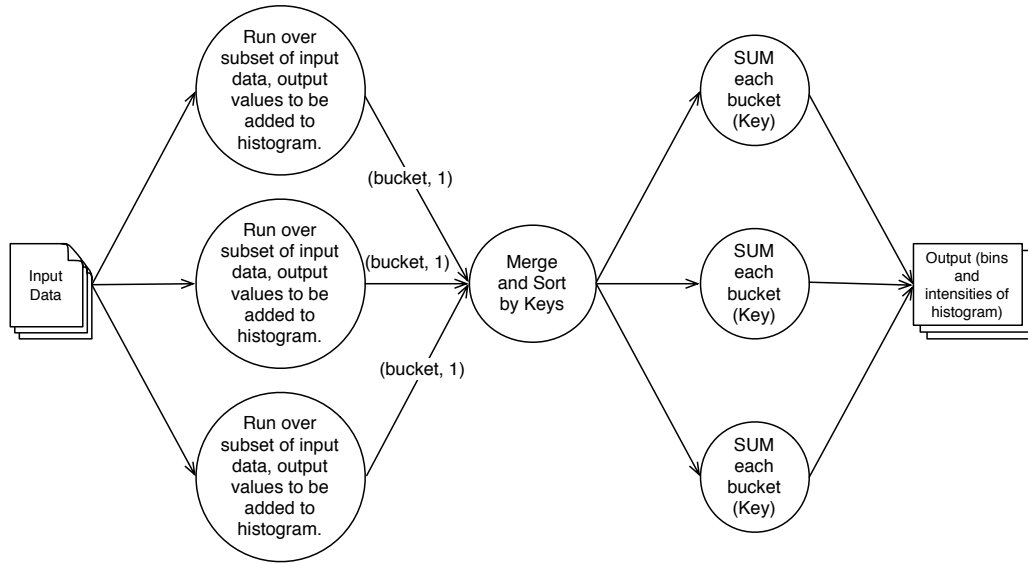 Input
Data
Run over
subset of input
data, output
values to be
added to
histogram.
Run over
subset of input
data, output
values to be
added to
histogram.
Run over
subset of input
data, output
values to be
added to
histogram.
(bucket, 1)
(bucket, 1)
(bucket, 1)
Merge
and Sort
by Keys
SUM
each
bucket
(Key)
SUM
each
bucket
(Key)
SUM
each
bucket
(Key)
Output (bins
and
intensities of
histogram)